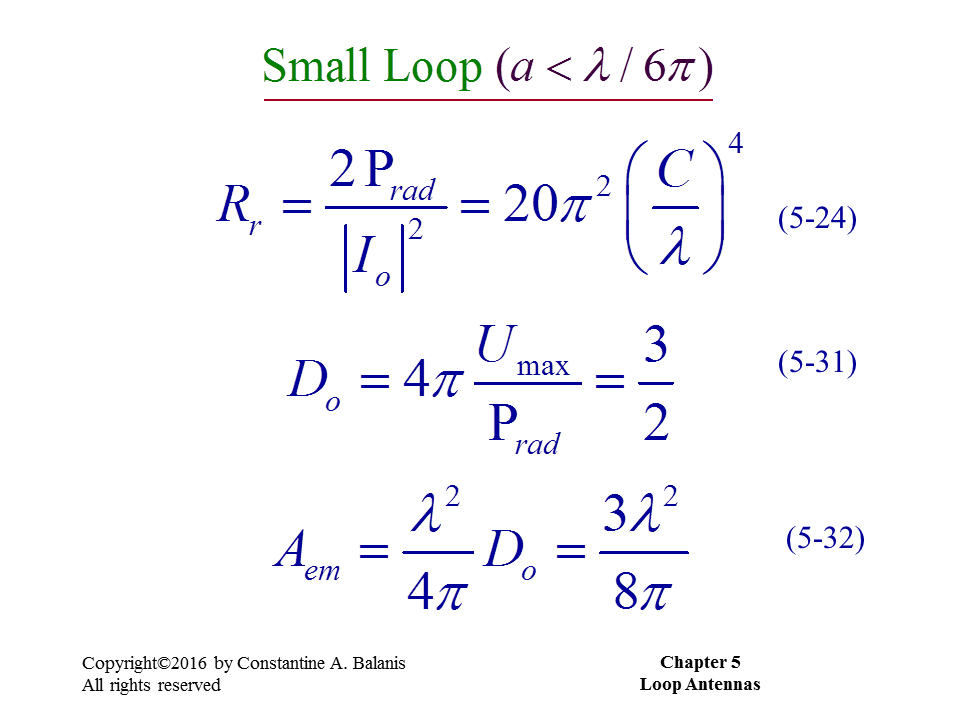 Small Loop (a < λ / 6π)
R_r = 2 P_rad / |I_o|^2 = 20π^2 (C / λ)^4 (5-24)
D_o = 4π U_max / P_rad = 3 / 2 (5-31)
A_em = λ^2 / 4π D_o = 3λ^2 / 8π (5-32)
Copyright©2016 by Constantine A. Balanis
All rights reserved
Chapter 5
Loop Antennas